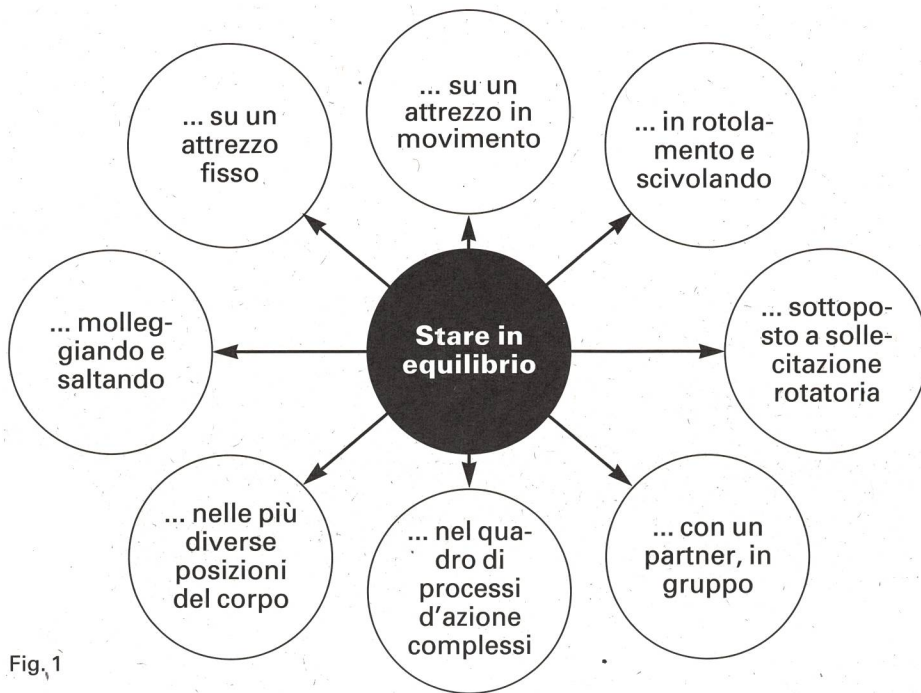 ... su un
attrezzo
fisso
... su un
attrezzo in
movimento
... in rotola-
mento e
scivolando
... molleg-
giando e
saltando
Stare in
equilibrio
... sottopo-
sto a solle-
citazione
rotatoria
... nelle più
diverse
posizioni
del corpo
... nel qua-
dro di
processi
d'azione
complessi
... con un
partner, in
gruppo
Fig. 1